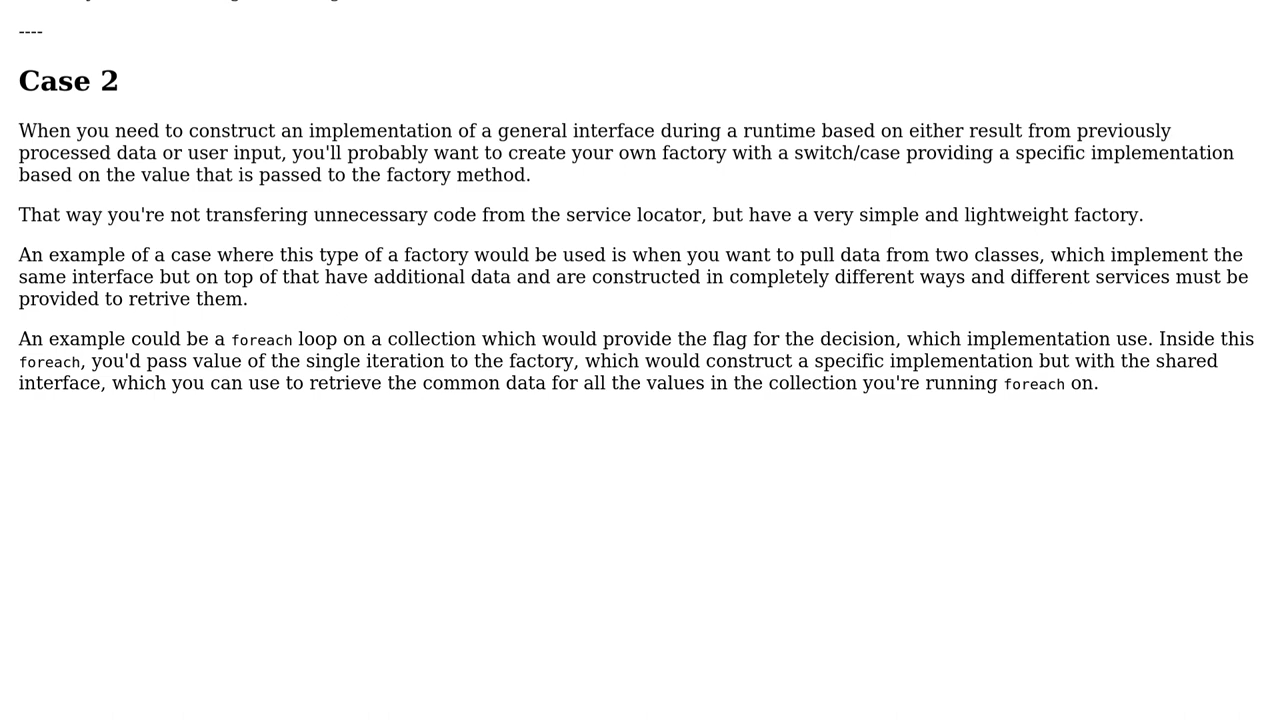 ----
Case 2
When you need to construct an implementation of a general interface during a runtime based on either result from previously
processed data or user input, you'll probably want to create your own factory with a switch/case providing a specific implementation
based on the value that is passed to the factory method.
That way you're not transfering unnecessary code from the service locator, but have a very simple and lightweight factory.
An example of a case where this type of a factory would be used is when you want to pull data from two classes, which implement the
same interface but on top of that have additional data and are constructed in completely different ways and different services must be
provided to retrive them.
An example could be a foreach loop on a collection which would provide the flag for the decision, which implementation use. Inside this
foreach, you'd pass value of the single iteration to the factory, which would construct a specific implementation but with the shared
interface, which you can use to retrieve the common data for all the values in the collection you're running foreach on.